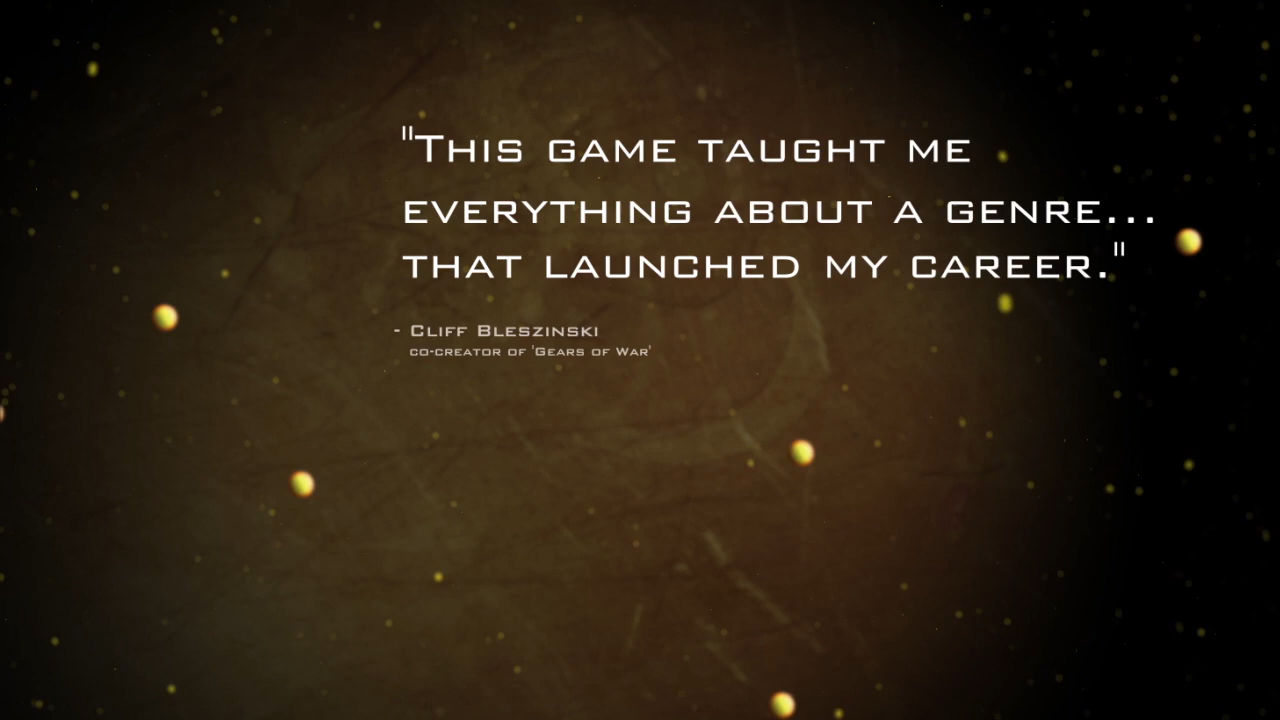 "This game taught me
everything about a genre...
that launched my career."
- Cliff Bleszinski
co-creator of 'Gears of War'